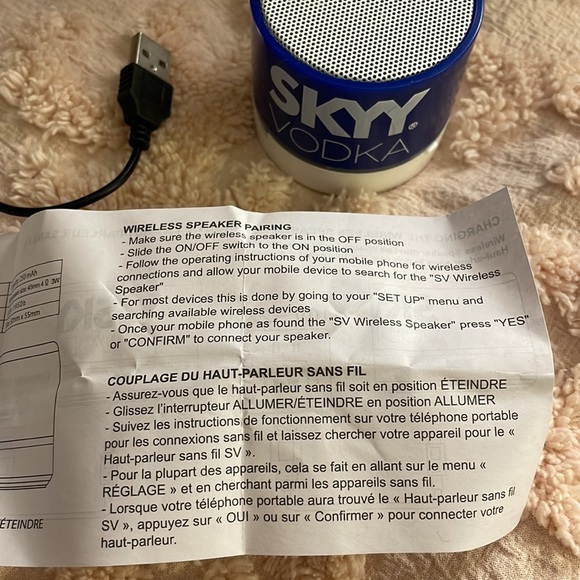 SKYY®
VODKA
WIRELESS SPEAKER PAIRING
- Make sure the wireless speaker is in the OFF position
- Slide the ON/OFF switch to the ON position
- Follow the operating instructions of your mobile phone for wireless
connections and allow your mobile device to search for the "SV Wireless
Speaker"
- For most devices this is done by going to your "SET UP" menu and
searching available wireless devices
- Once your mobile phone as found the "SV Wireless Speaker" press "YES"
or "CONFIRM" to connect your speaker.
COUPLAGE DU HAUT-PARLEUR SANS FIL
- Assurez-vous que le haut-parleur sans fil soit en position ÉTEINDRE
- Glissez l'interrupteur ALLUMER/ÉTEINDRE en position ALLUMER
- Suivez les instructions de fonctionnement sur votre téléphone portable
pour les connexions sans fil et laissez chercher votre appareil pour le «
Haut-parleur sans fil SV ».
- Pour la plupart des appareils, cela se fait en allant sur le menu «
RÉGLAGE » et en cherchant parmi les appareils sans fil.
- Lorsque votre téléphone portable aura trouvé le « Haut-parleur sans fil
SV », appuyez sur « OUI » ou sur « Confirmer » pour connecter votre
haut-parleur.
mAh
3W
x 55mm
ÉTEINDRE